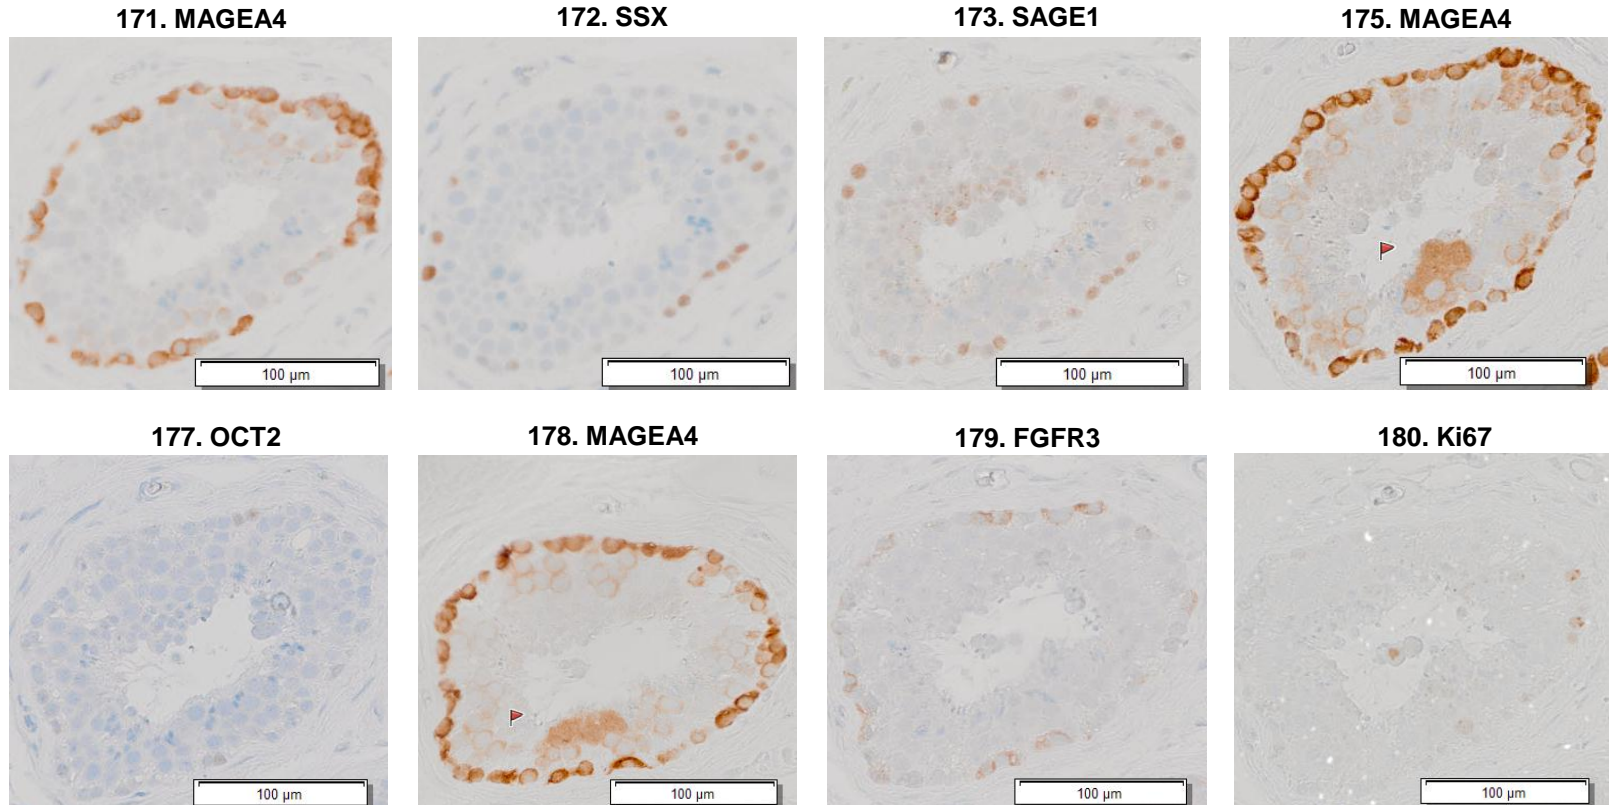 171. MAGEA4
172. SSX
173. SAGE1
175. MAGEA4
100 µm
100 µm
100 µm
100 µm
177. OCT2
178. MAGEA4
179. FGFR3
180. Ki67
100 µm
100 µm
100 µm
100 µm